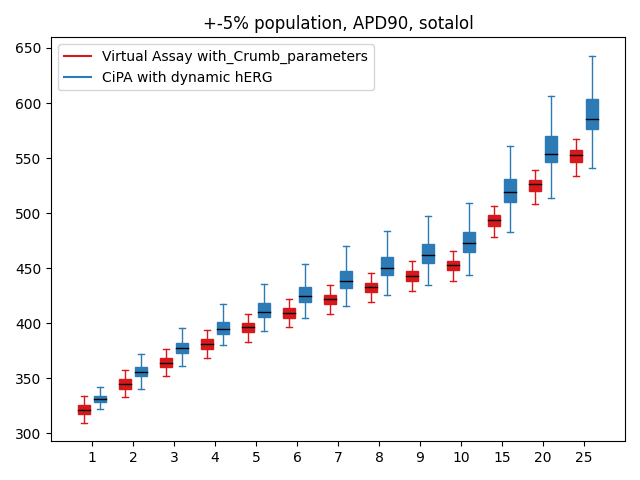 +-5% population, APD90, sotalol
Virtual Assay with_Crumb_parameters
CiPA with dynamic hERG
650
600
550
500
450
400
350
300
1 2 3 4 5 6 7 8 9 10 15 20 25